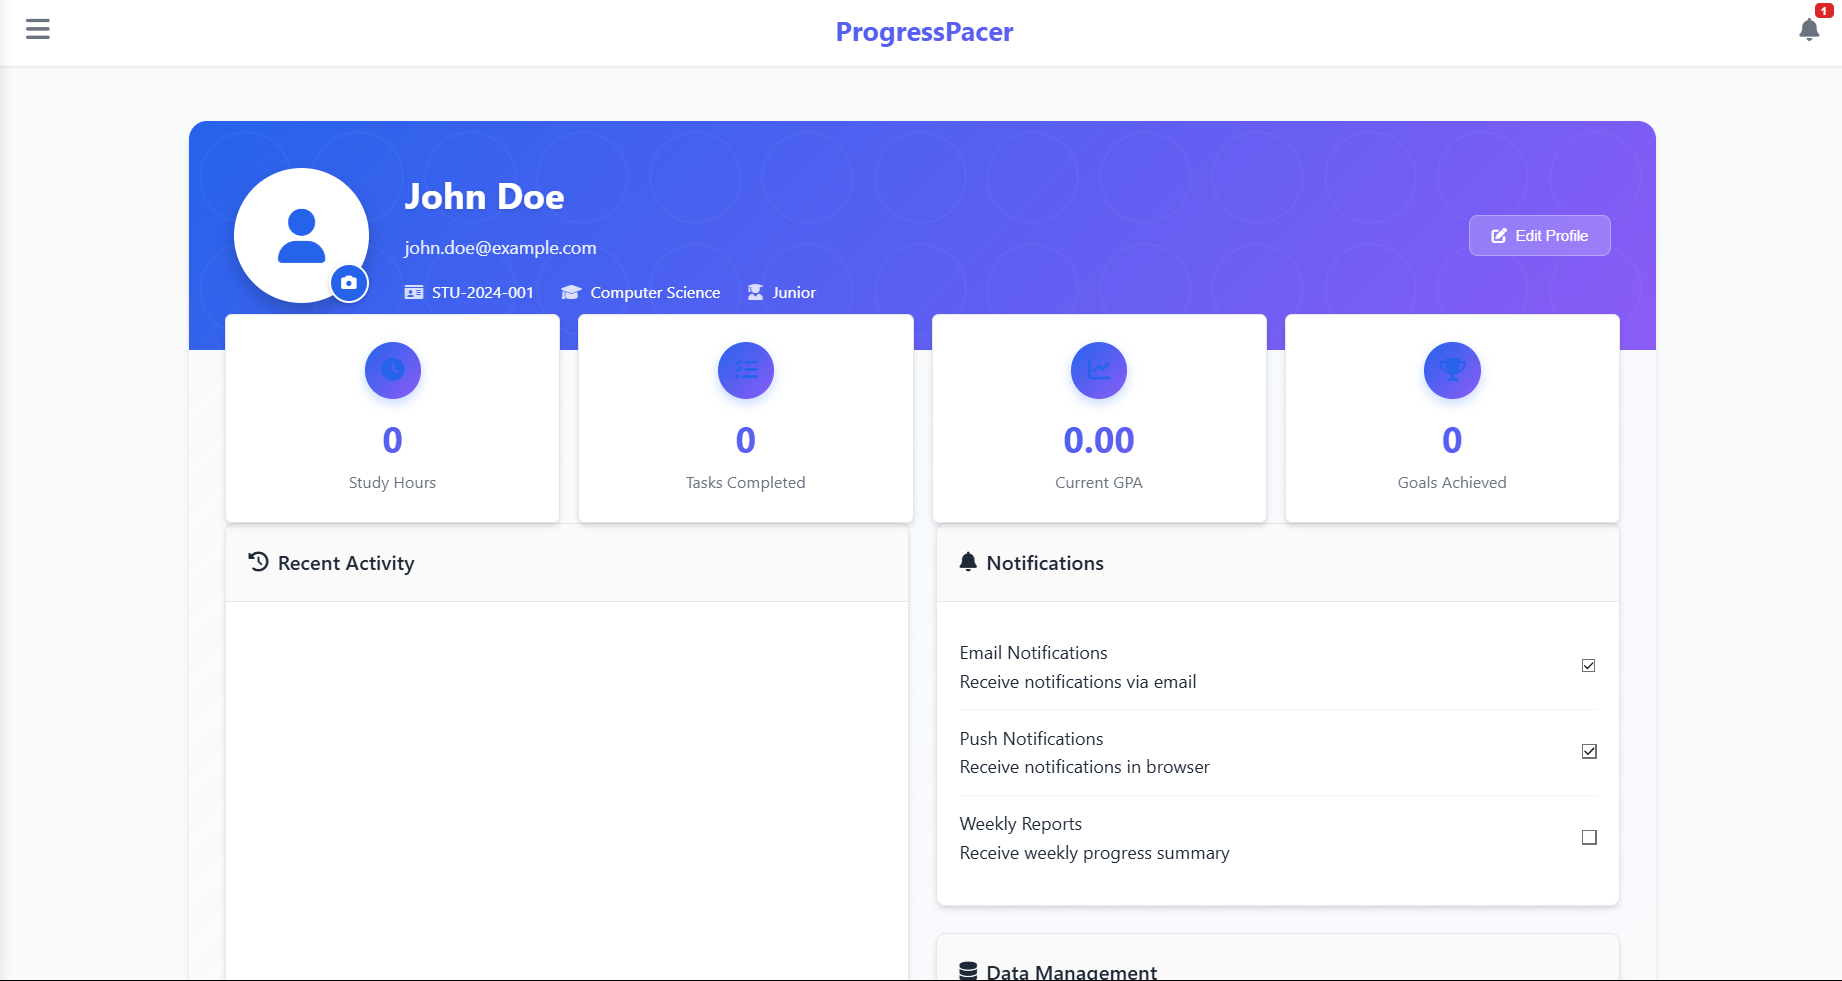 ProgressPacer
1
John Doe
john.doe@example.com
Edit Profile
STU-2024-001 Computer Science Junior
0
Study Hours
0
Tasks Completed
0.00
Current GPA
0
Goals Achieved
Recent Activity
Notifications
Email Notifications
Receive notifications via email
Push Notifications
Receive notifications in browser
Weekly Reports
Receive weekly progress summary
Data Management